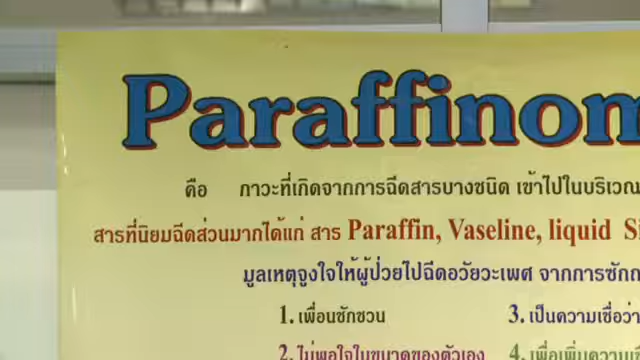 Paraffinom
คือ ภาวะที่เกิดจากการฉีดสารบางชนิด เข้าไปในบริเวณ
สารที่นิยมฉีดส่วนมากได้แก่ สาร Paraffin, Vaseline, liquid Si
มูลเหตุจูงใจให้ผู้ป่วยไปฉีดอวัยวะเพศ จากการซัก
1. เพื่อนชักชวน 3. เป็นความเชื่อว่า
2. ไม่พอใจในขนาดของตัวเอง 4. เพื่อเพิ่มความ